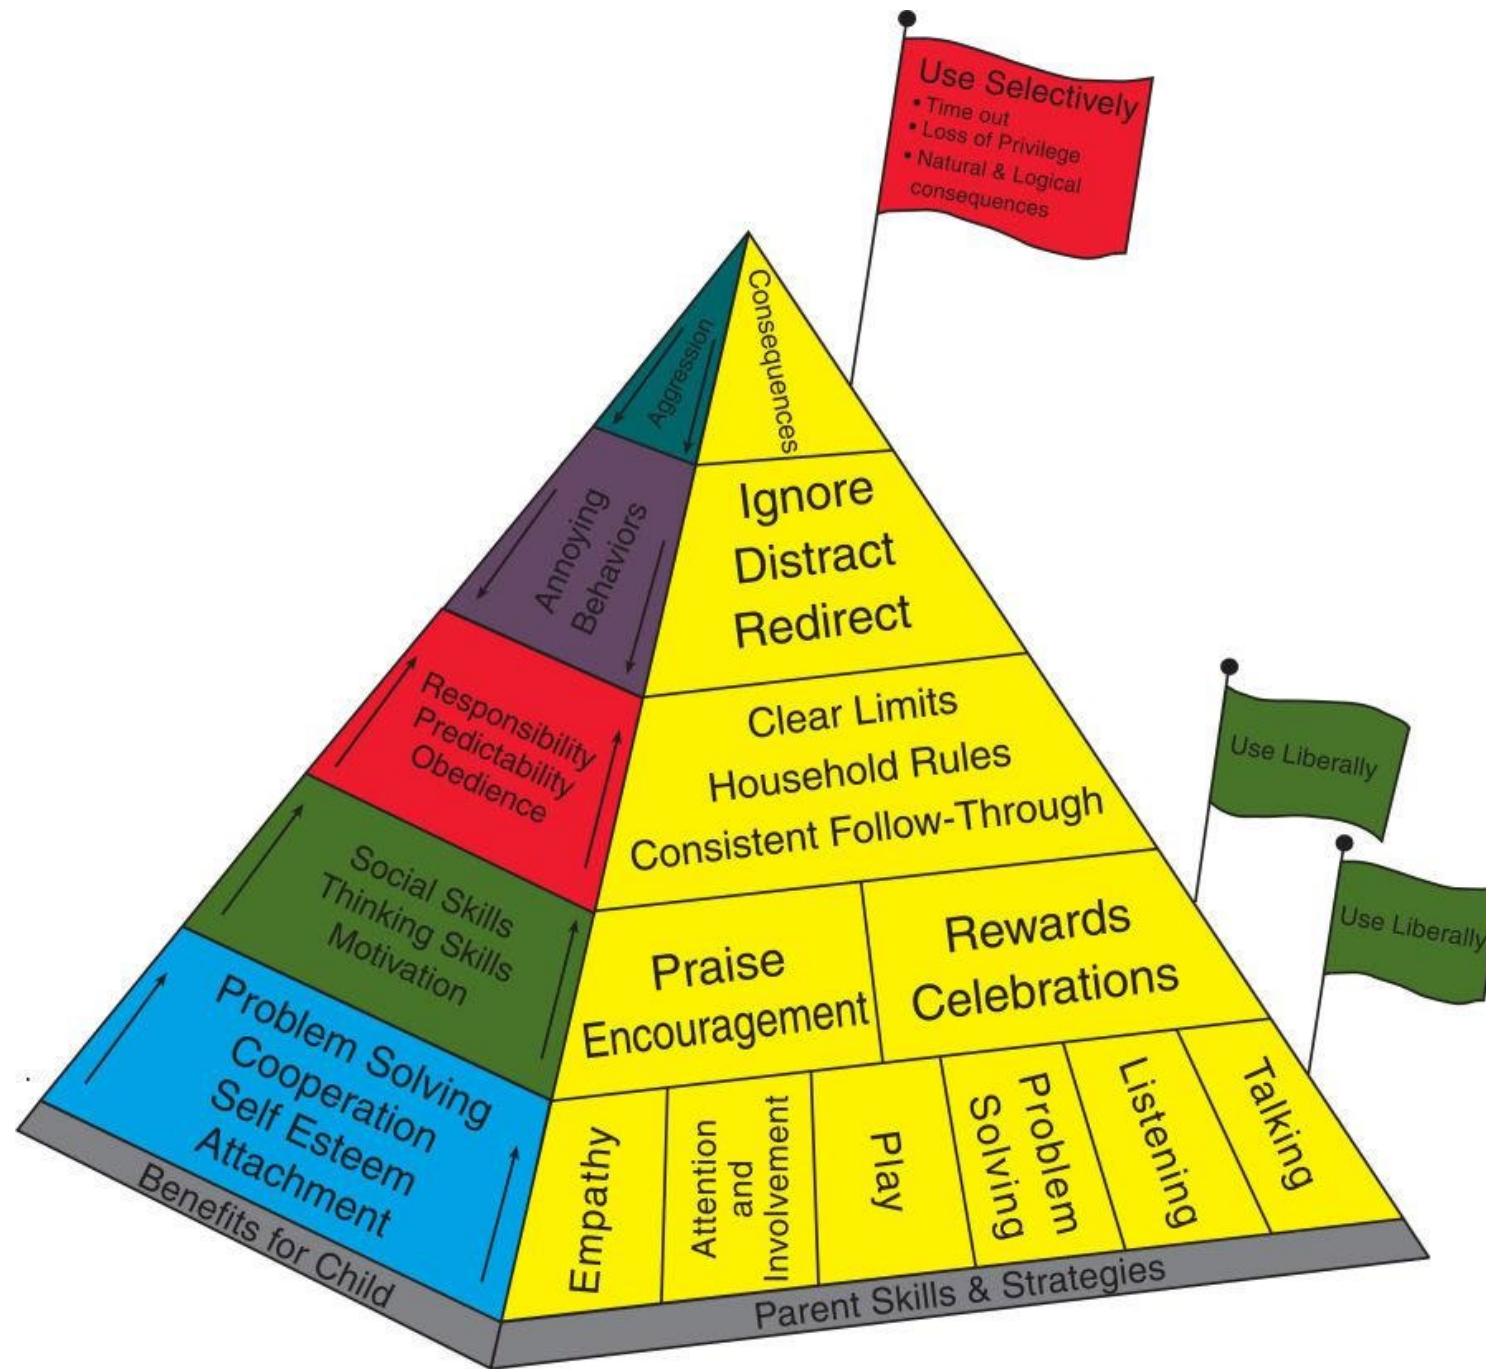 Use Selectively
• Time out
• Loss of Privilege
• Natural & Logical
consequences
Aggression
Consequences
Annoying
Behaviors
Ignore
Distract
Redirect
Responsibility
Predictability
Obedience
Clear Limits
Household Rules
Consistent Follow-Through
Use Liberally
Social Skills
Thinking Skills
Motivation
Praise
Encouragement
Rewards
Celebrations
Use Liberally
Problem Solving
Cooperation
Self Esteem
Attachment
Empathy
Attention
and
Involvement
Play
Problem
Solving
Listening
Talking
Benefits for Child
Parent Skills & Strategies